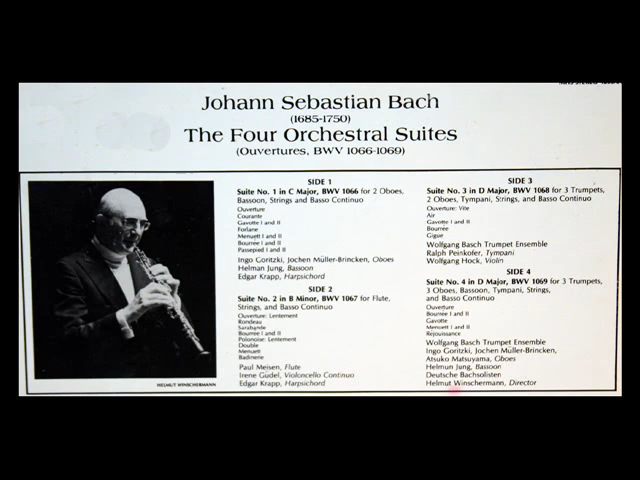 Johann Sebastian Bach
(1685-1750)
The Four Orchestral Suites
(Ouvertures, BWV 1066-1069)
SIDE 1
Suite No. 1 in C Major, BWV 1066 for 2 Oboes,
Bassoon, Strings and Basso Continuo
Ouverture
Courante
Gavotte I and II
Forlane
Menuett I and II
Bourrée I and II
Passepied I and II
Ingo Goritzki, Jochen Müller-Brincken, Oboes
Helman Jung, Bassoon
Edgar Krapp, Harpsichord
SIDE 2
Suite No. 2 in B Minor, BWV 1067 for Flute,
Strings, and Basso Continuo
Ouverture: Lentement
Rondeau
Sarabande
Bourrée I and II
Polonoise: Lentement
Double
Menuett
Badinerie
Paul Meisen, Flute
Irene Güdel, Violoncello Continuo
Edgar Krapp, Harpsichord
SIDE 3
Suite No. 3 in D Major, BWV 1068 for 3 Trumpets,
2 Oboes, Tympani, Strings, and Basso Continuo
Ouverture: Vite
Air
Gavotte I and II
Bourrée
Gigue
Wolfgang Basch Trumpet Ensemble
Ralph Peinkofer, Tympani
Wolfgang Hock, Violin
SIDE 4
Suite No. 4 in D Major, BWV 1069 for 3 Trumpets,
3 Oboes, Bassoon, Tympani, Strings,
and Basso Continuo
Ouverture
Bourrée I and II
Gavotte
Menuett I and II
Rejouissance
Wolfgang Basch Trumpet Ensemble
Ingo Goritzki, Jochen Müller-Brincken,
Atsuko Matsuyama, Oboes
Helmun Jung, Bassoon
Deutsche Bachsolisten
Helmut Winschermann, Director
HELMUT WINSCHERMANN